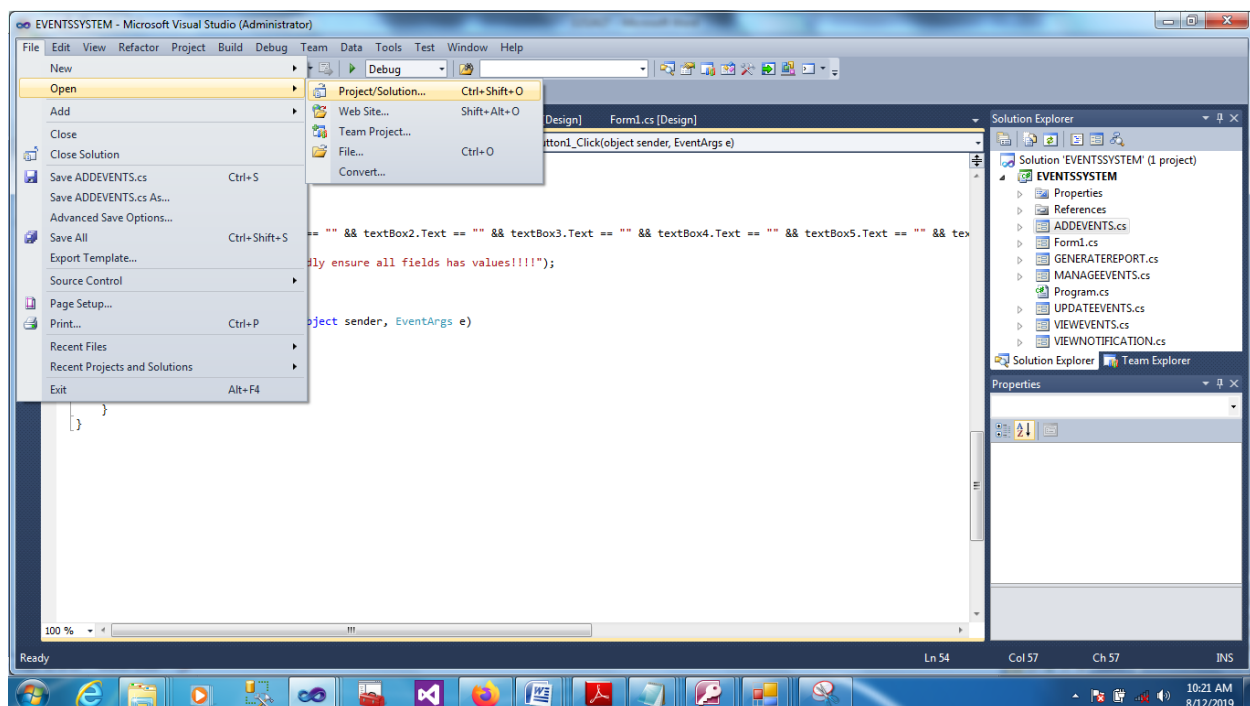 EVENTSSYSTEM - Microsoft Visual Studio (Administrator)
File Edit View Refactor Project Build Debug Team Data Tools Test Window Help
New
Open
Add
Close
Close Solution
Save ADDEVENTS.cs Ctrl+S
Save ADDEVENTS.cs As...
Advanced Save Options...
Save All Ctrl+Shift+S
Export Template...
Source Control
Page Setup...
Print... Ctrl+P
Recent Files
Recent Projects and Solutions
Exit Alt+F4
Debug
Project/Solution... Ctrl+Shift+O
Web Site... Shift+Alt+O
Team Project...
File... Ctrl+O
Convert...
[Design] Form1.cs [Design]
tton1_Click(object sender, EventArgs e)
== "" && textBox2.Text == "" && textBox3.Text == "" && textBox4.Text == "" && textBox5.Text == "" && tex
dly ensure all fields has values!!!!");
bject sender, EventArgs e)
}
}
100 %
Solution Explorer
Solution 'EVENTSSYSTEM' (1 project)
EVENTSSYSTEM
Properties
References
ADDEVENTS.cs
Form1.cs
GENERATEREPORT.cs
MANAGEEVENTS.cs
Program.cs
UPDATEEVENTS.cs
VIEWEVENTS.cs
VIEWNOTIFICATION.cs
Solution Explorer Team Explorer
Properties
Ready Ln 54 Col 57 Ch 57 INS
10:21 AM
8/12/2019